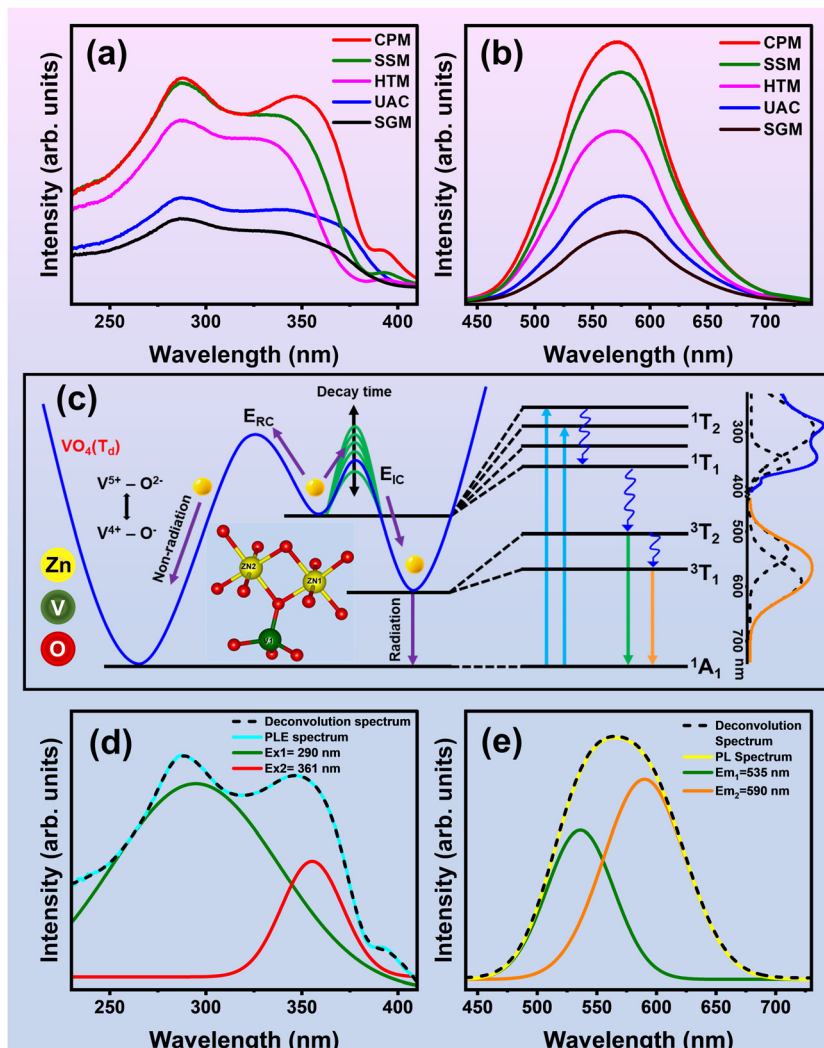 (a)
CPM
SSM
HTM
UAC
SGM
Intensity (arb. units)
250 300 350 400
Wavelength (nm)
(b)
CPM
SSM
HTM
UAC
SGM
Intensity (arb. units)
450 500 550 600 650 700
Wavelength (nm)
(c)
VO₄(T_d)
V⁵⁺ – O²⁻
V⁴⁺ – O⁻
Zn
V
O
Non-radiation
E_RC
Decay time
E_IC
ZN2
ZN1
V1
Radiation
¹T₂
¹T₁
³T₂
³T₁
¹A₁
300
400
500
600
700 nm
(d)
Deconvolution spectrum
PLE spectrum
Ex1= 290 nm
Ex2= 361 nm
Intensity (arb. units)
250 300 350 400
Wavelength (nm)
(e)
Deconvolution
Spectrum
PL Spectrum
Em₁=535 nm
Em₂=590 nm
Intensity (arb. units)
450 500 550 600 650 700
Wavelength (nm)